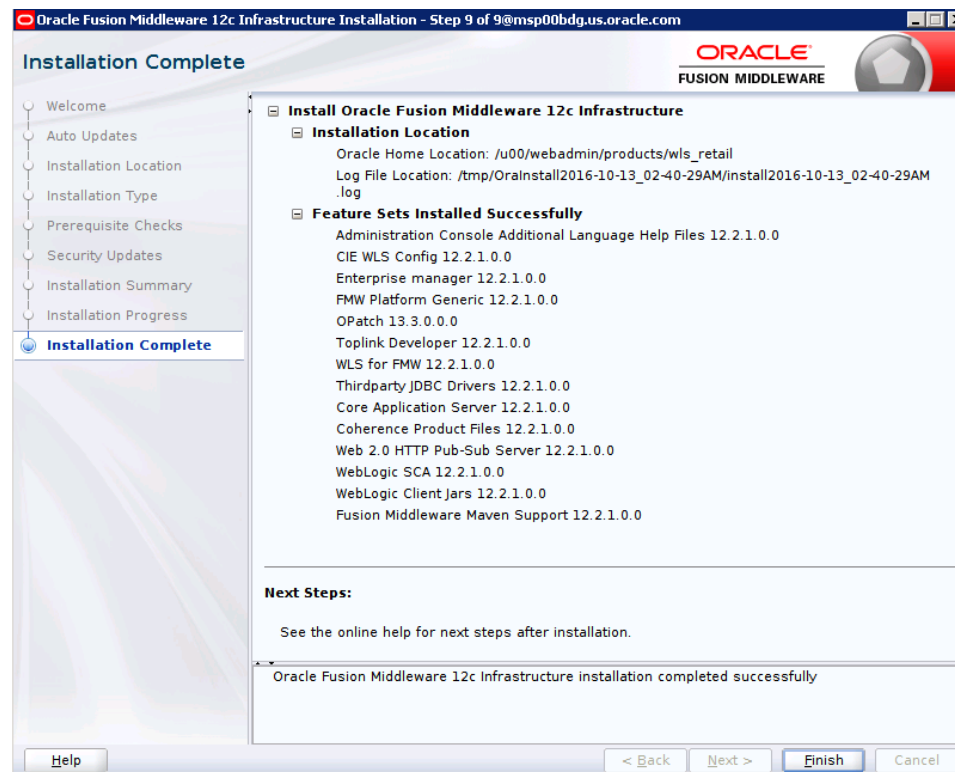 Oracle Fusion Middleware 12c Infrastructure Installation - Step 9 of 9@msp00bdg.us.oracle.com
Installation Complete
ORACLE
FUSION MIDDLEWARE
Welcome
Auto Updates
Installation Location
Installation Type
Prerequisite Checks
Security Updates
Installation Summary
Installation Progress
Installation Complete
Install Oracle Fusion Middleware 12c Infrastructure
Installation Location
Oracle Home Location: /u00/webadmin/products/wls_retail
Log File Location: /tmp/OraInstall2016-10-13_02-40-29AM/install2016-10-13_02-40-29AM
.log
Feature Sets Installed Successfully
Administration Console Additional Language Help Files 12.2.1.0.0
CIE WLS Config 12.2.1.0.0
Enterprise manager 12.2.1.0.0
FMW Platform Generic 12.2.1.0.0
OPatch 13.3.0.0.0
Toplink Developer 12.2.1.0.0
WLS for FMW 12.2.1.0.0
Thirdparty JDBC Drivers 12.2.1.0.0
Core Application Server 12.2.1.0.0
Coherence Product Files 12.2.1.0.0
Web 2.0 HTTP Pub-Sub Server 12.2.1.0.0
WebLogic SCA 12.2.1.0.0
WebLogic Client Jars 12.2.1.0.0
Fusion Middleware Maven Support 12.2.1.0.0
Next Steps:
See the online help for next steps after installation.
Oracle Fusion Middleware 12c Infrastructure installation completed successfully
Help
< Back
Next >
Finish
Cancel